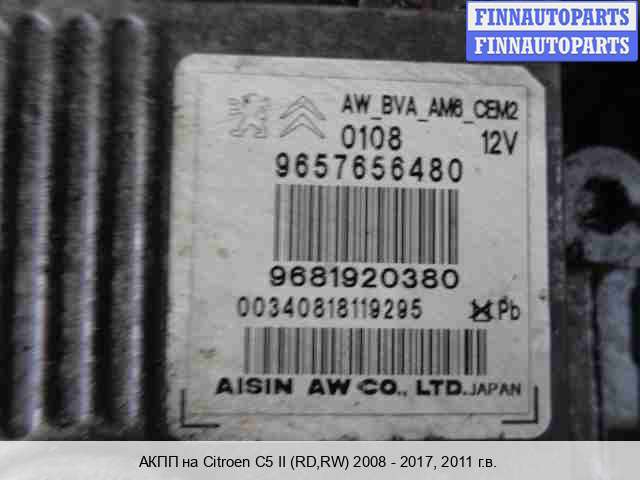 FINNAUTOPARTS
FINNAUTOPARTS
AW_BVA_AM6_CEM2
0108 12V
9657656480
9681920380
00340818119295 Pb
AISIN AW CO., LTD. JAPAN
АКПП на Citroen C5 II (RD,RW) 2008 - 2017, 2011 г.в.